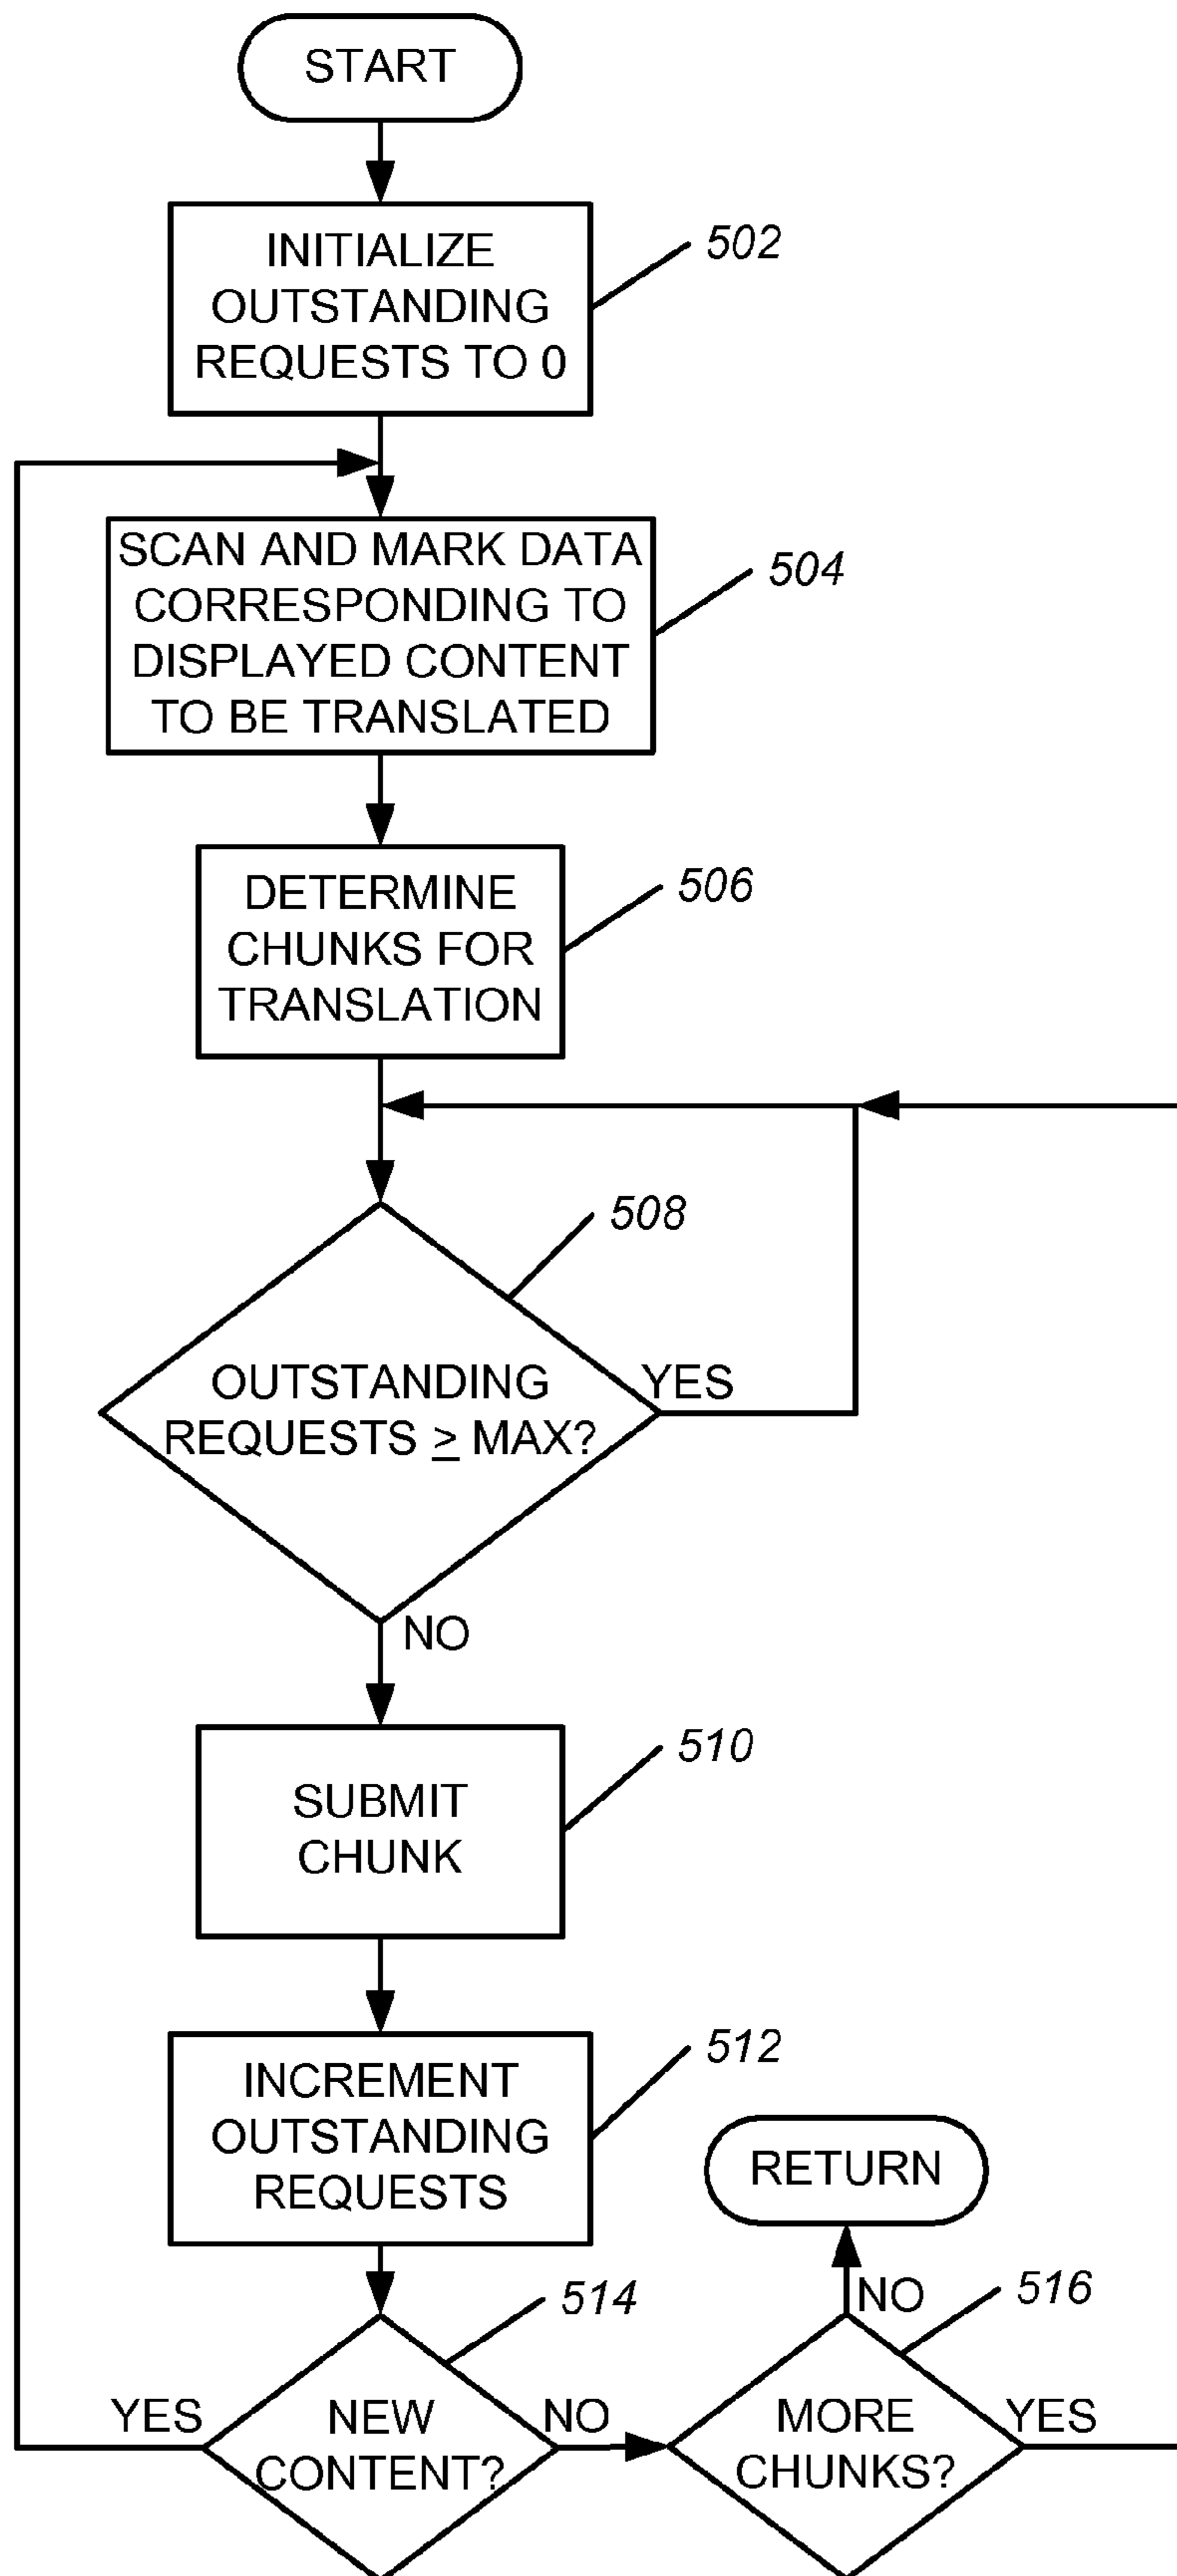 START
INITIALIZE
OUTSTANDING
REQUESTS TO 0
502
SCAN AND MARK DATA
CORRESPONDING TO
DISPLAYED CONTENT
TO BE TRANSLATED
504
DETERMINE
CHUNKS FOR
TRANSLATION
506
508
OUTSTANDING
REQUESTS ≥ MAX?
YES
NO
SUBMIT
CHUNK
510
INCREMENT
OUTSTANDING
REQUESTS
512
RETURN
514
NO
516
YES
NEW
CONTENT?
NO
MORE
CHUNKS?
YES